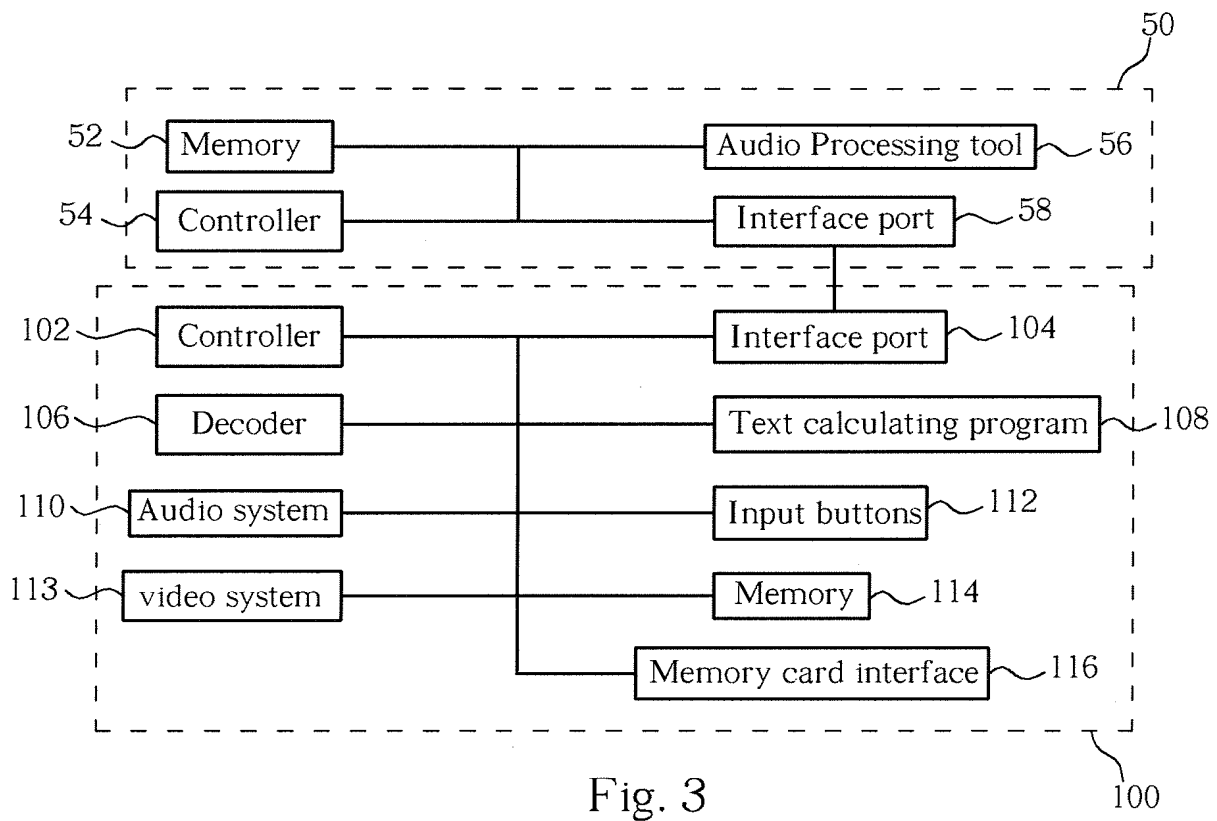 50
52 Memory Audio Processing tool 56
54 Controller Interface port 58
102 Controller Interface port 104
106 Decoder Text calculating program 108
110 Audio system Input buttons 112
113 video system Memory 114
Memory card interface 116
Fig. 3
100